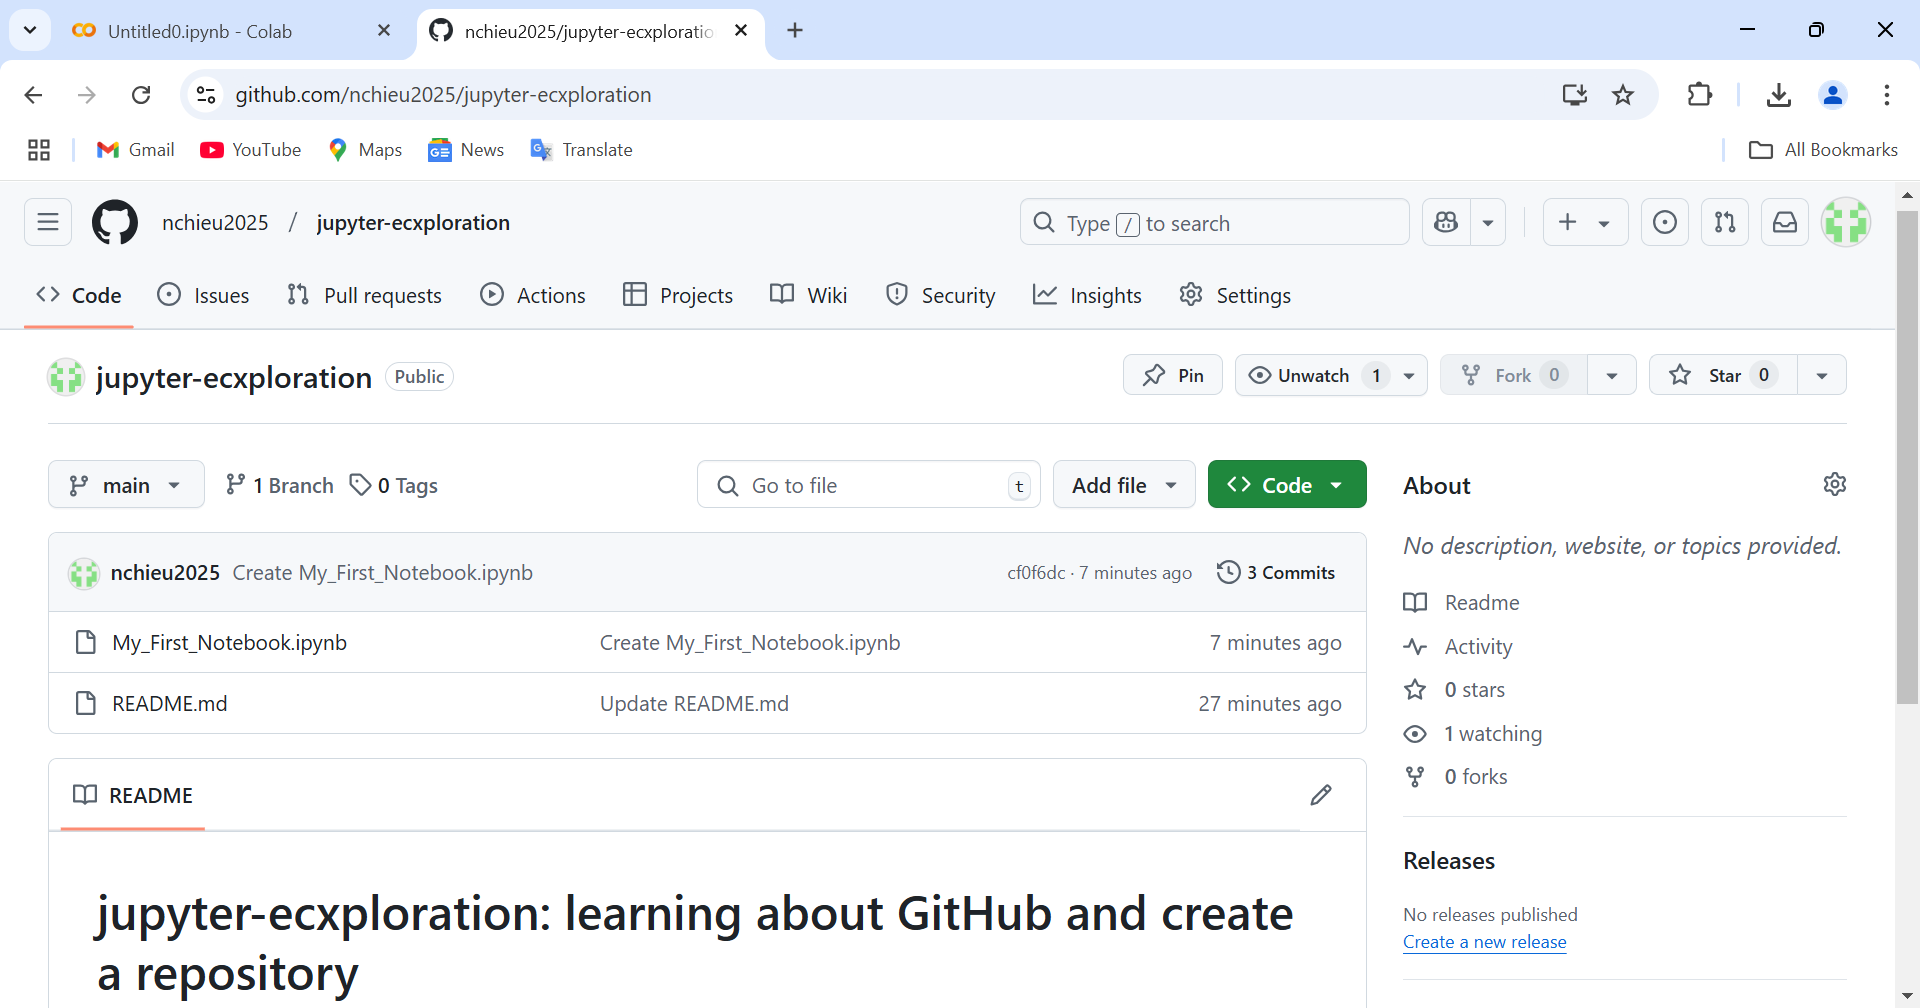 Untitled0.ipynb - Colab
nchieu2025/jupyter-ecxploratio
github.com/nchieu2025/jupyter-ecxploration
Gmail
YouTube
Maps
News
Translate
All Bookmarks
nchieu2025 / jupyter-ecxploration
Type / to search
Code
Issues
Pull requests
Actions
Projects
Wiki
Security
Insights
Settings
jupyter-ecxploration
Public
Pin
Unwatch 1
Fork 0
Star 0
main
1 Branch
0 Tags
Go to file
t
Add file
Code
About
No description, website, or topics provided.
nchieu2025 Create My_First_Notebook.ipynb
cf0f6dc · 7 minutes ago
3 Commits
My_First_Notebook.ipynb
Create My_First_Notebook.ipynb
7 minutes ago
README.md
Update README.md
27 minutes ago
Readme
Activity
0 stars
1 watching
0 forks
README
jupyter-ecxploration: learning about GitHub and create
a repository
Releases
No releases published
Create a new release